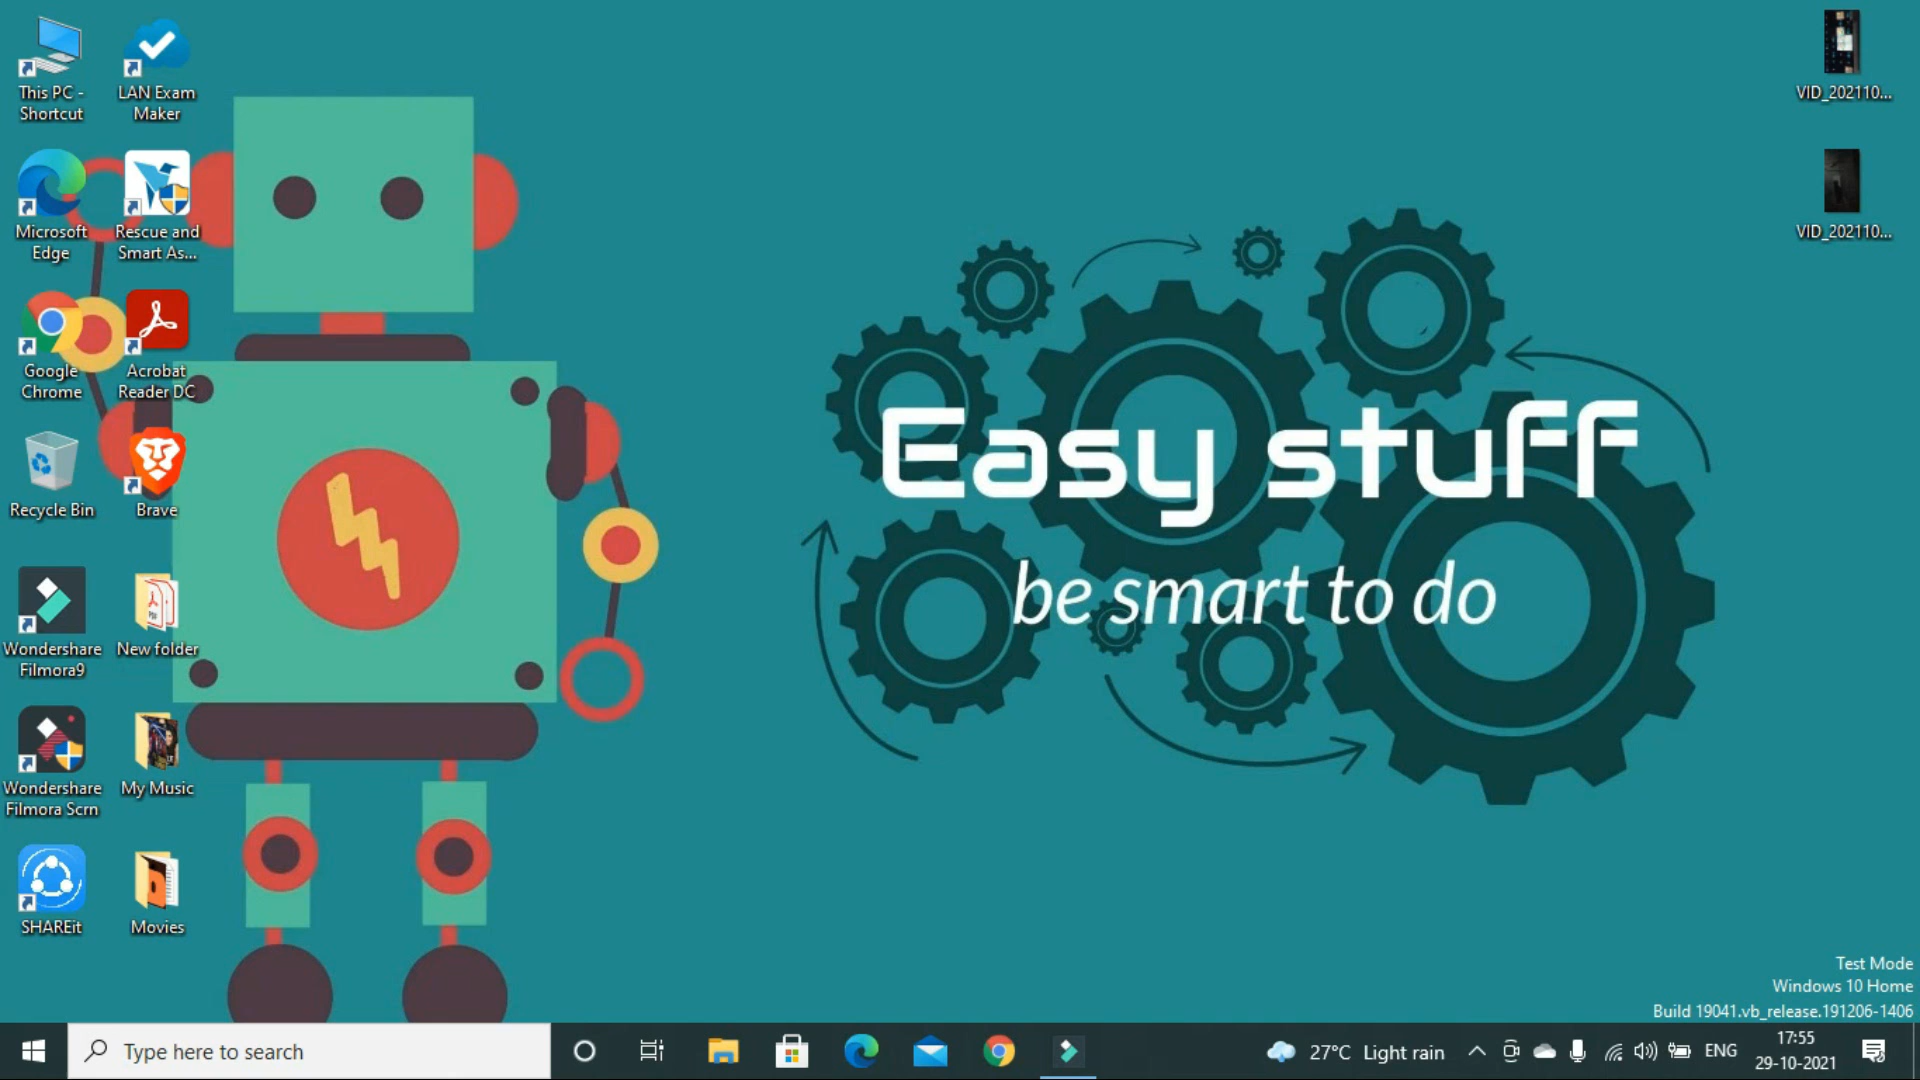 This PC -
Shortcut
LAN Exam
Maker
Microsoft
Edge
Rescue and
Smart As...
Google
Chrome
Acrobat
Reader DC
Recycle Bin
Brave
Wondershare
Filmora9
New folder
Wondershare
Filmora Scrn
My Music
SHAREit
Movies
VID_202110...
VID_202110...
Easy stuff
be smart to do
Test Mode
Windows 10 Home
Build 19041.vb_release.191206-1406
Type here to search
27°C Light rain
ENG
17:55
29-10-2021